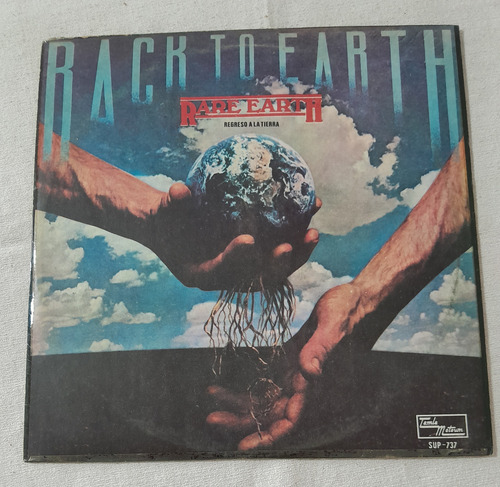 BACK TO EARTH
RARE EARTH
REGRESO A LA TIERRA
Tamla
Motown
SUP-737